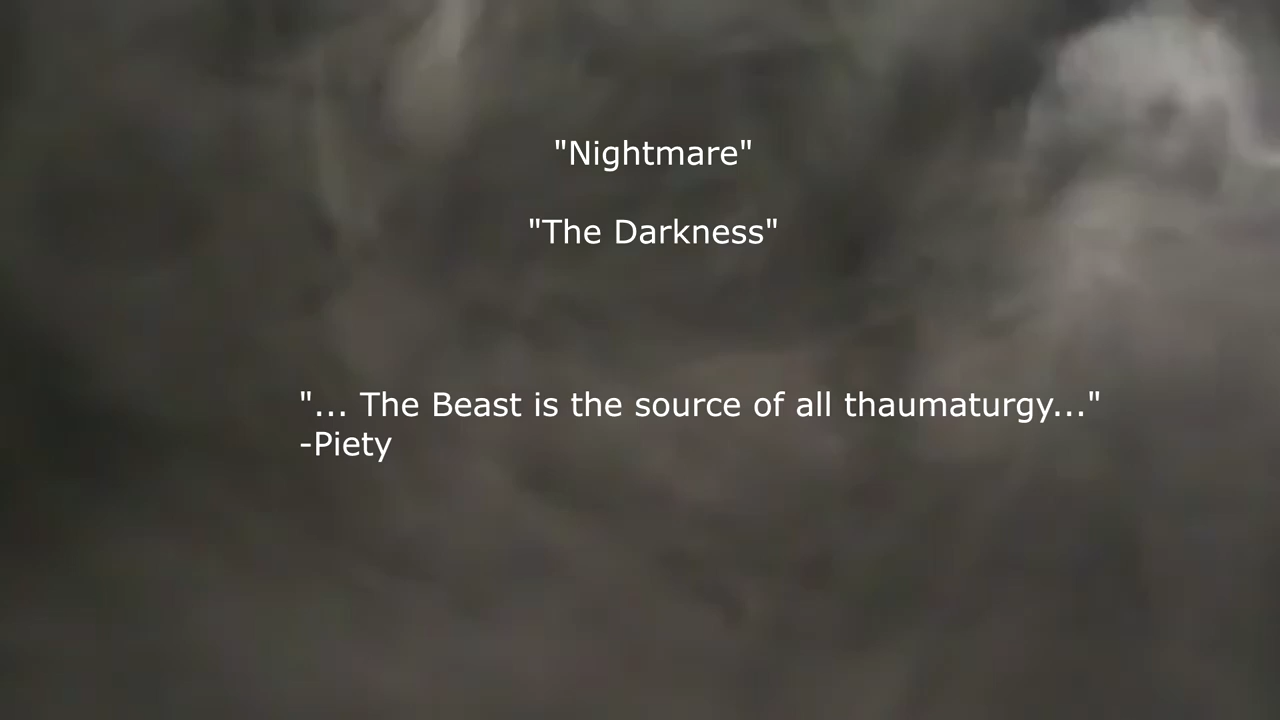 "Nightmare"
"The Darkness"
"... The Beast is the source of all thaumaturgy..."
-Piety